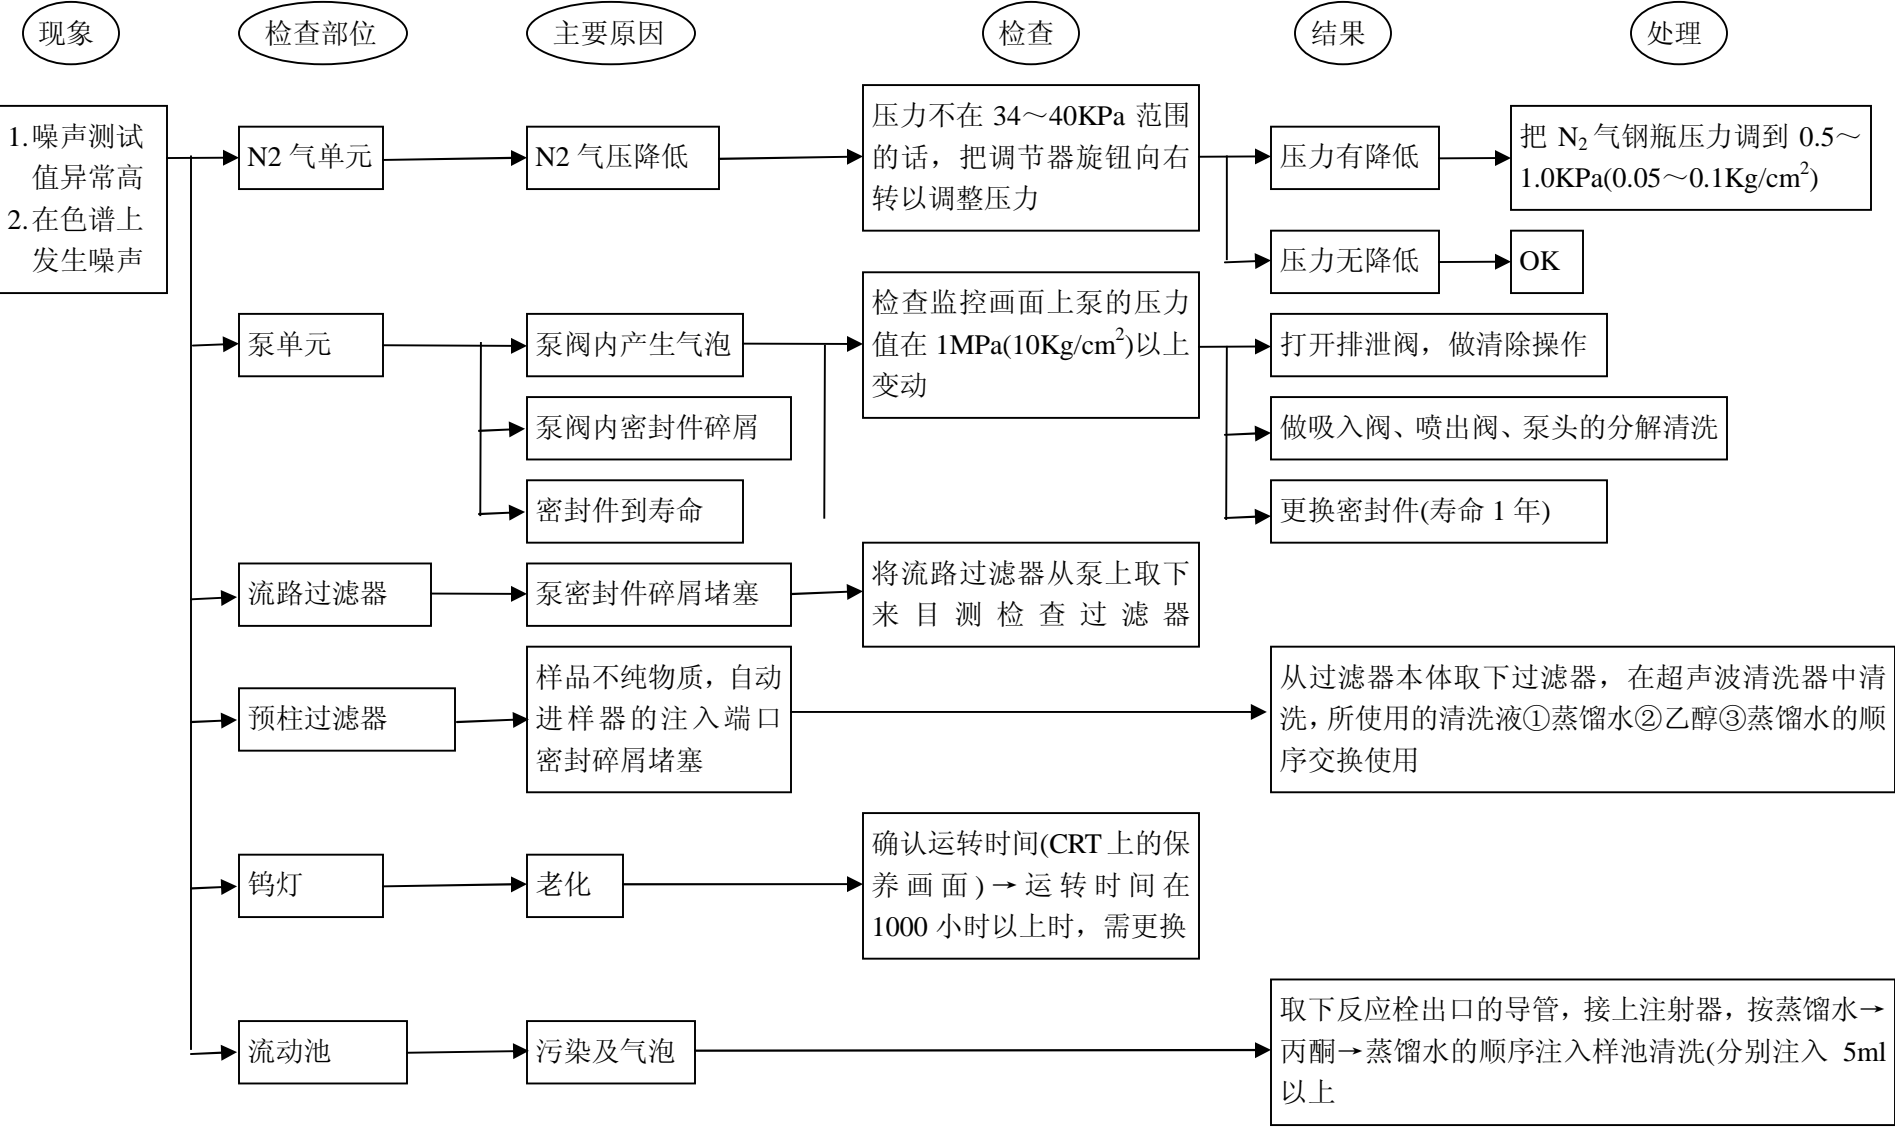 现象
检查部位
主要原因
检查
结果
处理
1.噪声测试
值异常高
2.在色谱上
发生噪声
N2 气单元
N2 气压降低
压力不在 34～40KPa 范围
的话，把调节器旋钮向右
转以调整压力
压力有降低
把 N₂ 气钢瓶压力调到 0.5～
1.0KPa(0.05～0.1Kg/cm²)
压力无降低
OK
泵单元
泵阀内产生气泡
检查监控画面上泵的压力
值在 1MPa(10Kg/cm²)以上
变动
打开排泄阀，做清除操作
泵阀内密封件碎屑
做吸入阀、喷出阀、泵头的分解清洗
密封件到寿命
更换密封件(寿命 1 年)
流路过滤器
泵密封件碎屑堵塞
将流路过滤器从泵上取下
来目测检查过滤器
预柱过滤器
样品不纯物质，自动
进样器的注入端口
密封碎屑堵塞
从过滤器本体取下过滤器，在超声波清洗器中清
洗，所使用的清洗液①蒸馏水②乙醇③蒸馏水的顺
序交换使用
钨灯
老化
确认运转时间(CRT 上的保
养画面)→运转时间在
1000 小时以上时，需更换
流动池
污染及气泡
取下反应栓出口的导管，接上注射器，按蒸馏水→
丙酮→蒸馏水的顺序注入样池清洗(分别注入 5ml
以上